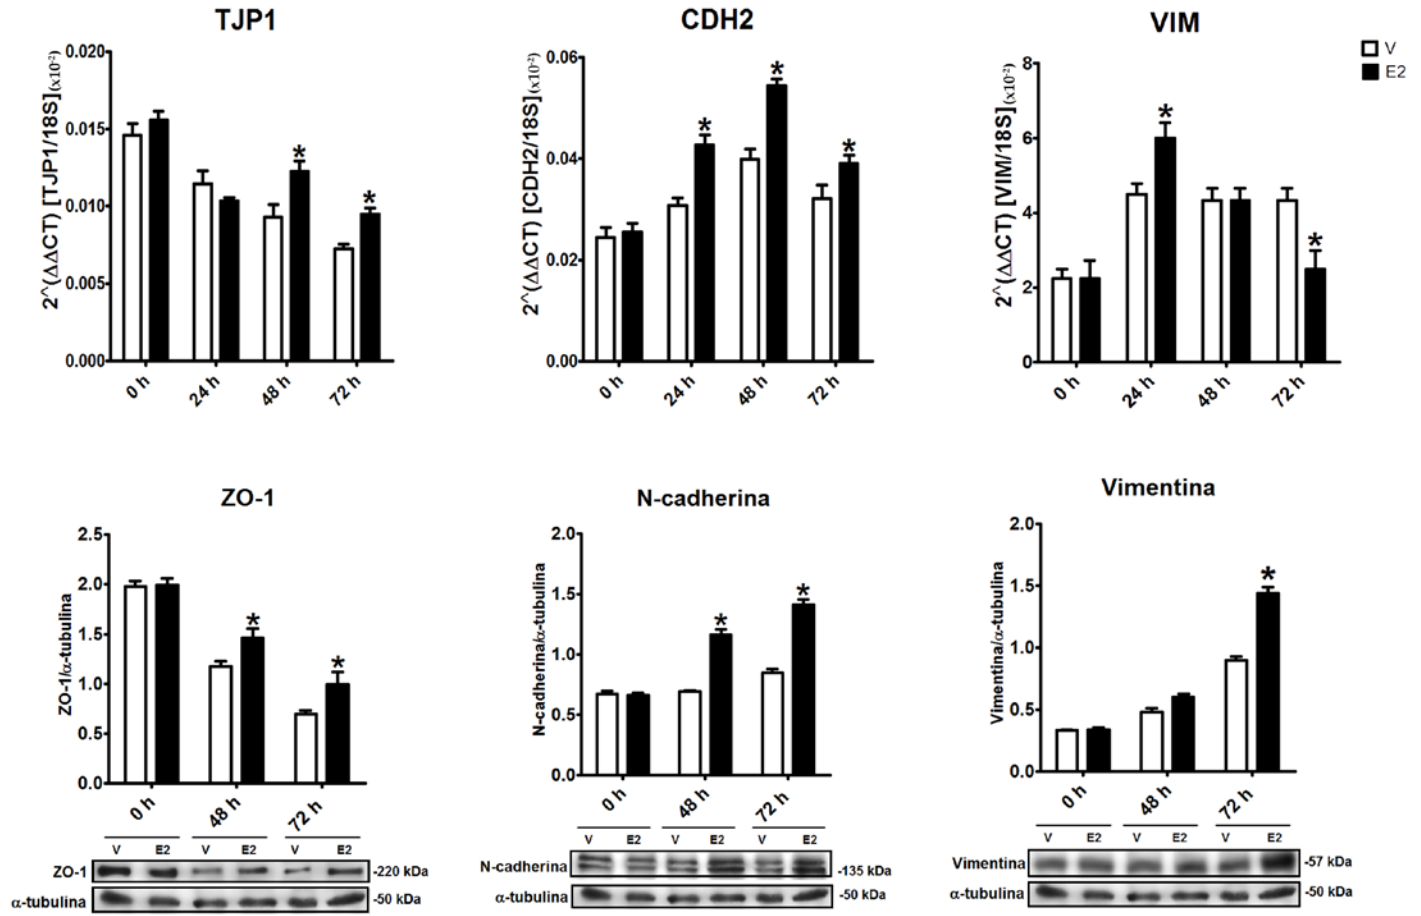 TJP1
CDH2
VIM
V
E2
2^(ΔΔCT) [TJP1/18S](x10⁻²)
0.020
0.015
0.010
0.005
0.000
*
*
0 h
24 h
48 h
72 h
2^(ΔΔCT) [CDH2/18S](x10⁻²)
0.06
0.04
0.02
0.00
*
*
*
0 h
24 h
48 h
72 h
2^(ΔΔCT) [VIM/18S](x10⁻²)
8
6
4
2
0
*
*
0 h
24 h
48 h
72 h
ZO-1
ZO-1/α-tubulina
2.5
2.0
1.5
1.0
0.5
0.0
*
*
0 h
48 h
72 h
V E2 V E2 V E2
ZO-1 -220 kDa
α-tubulina -50 kDa
N-cadherina
N-cadherina/α-tubulina
2.0
1.5
1.0
0.5
0.0
*
*
0 h
48 h
72 h
V E2 V E2 V E2
N-cadherina -135 kDa
α-tubulina -50 kDa
Vimentina
Vimentina/α-tubulina
2.0
1.5
1.0
0.5
0.0
*
0 h
48 h
72 h
V E2 V E2 V E2
Vimentina -57 kDa
α-tubulina -50 kDa